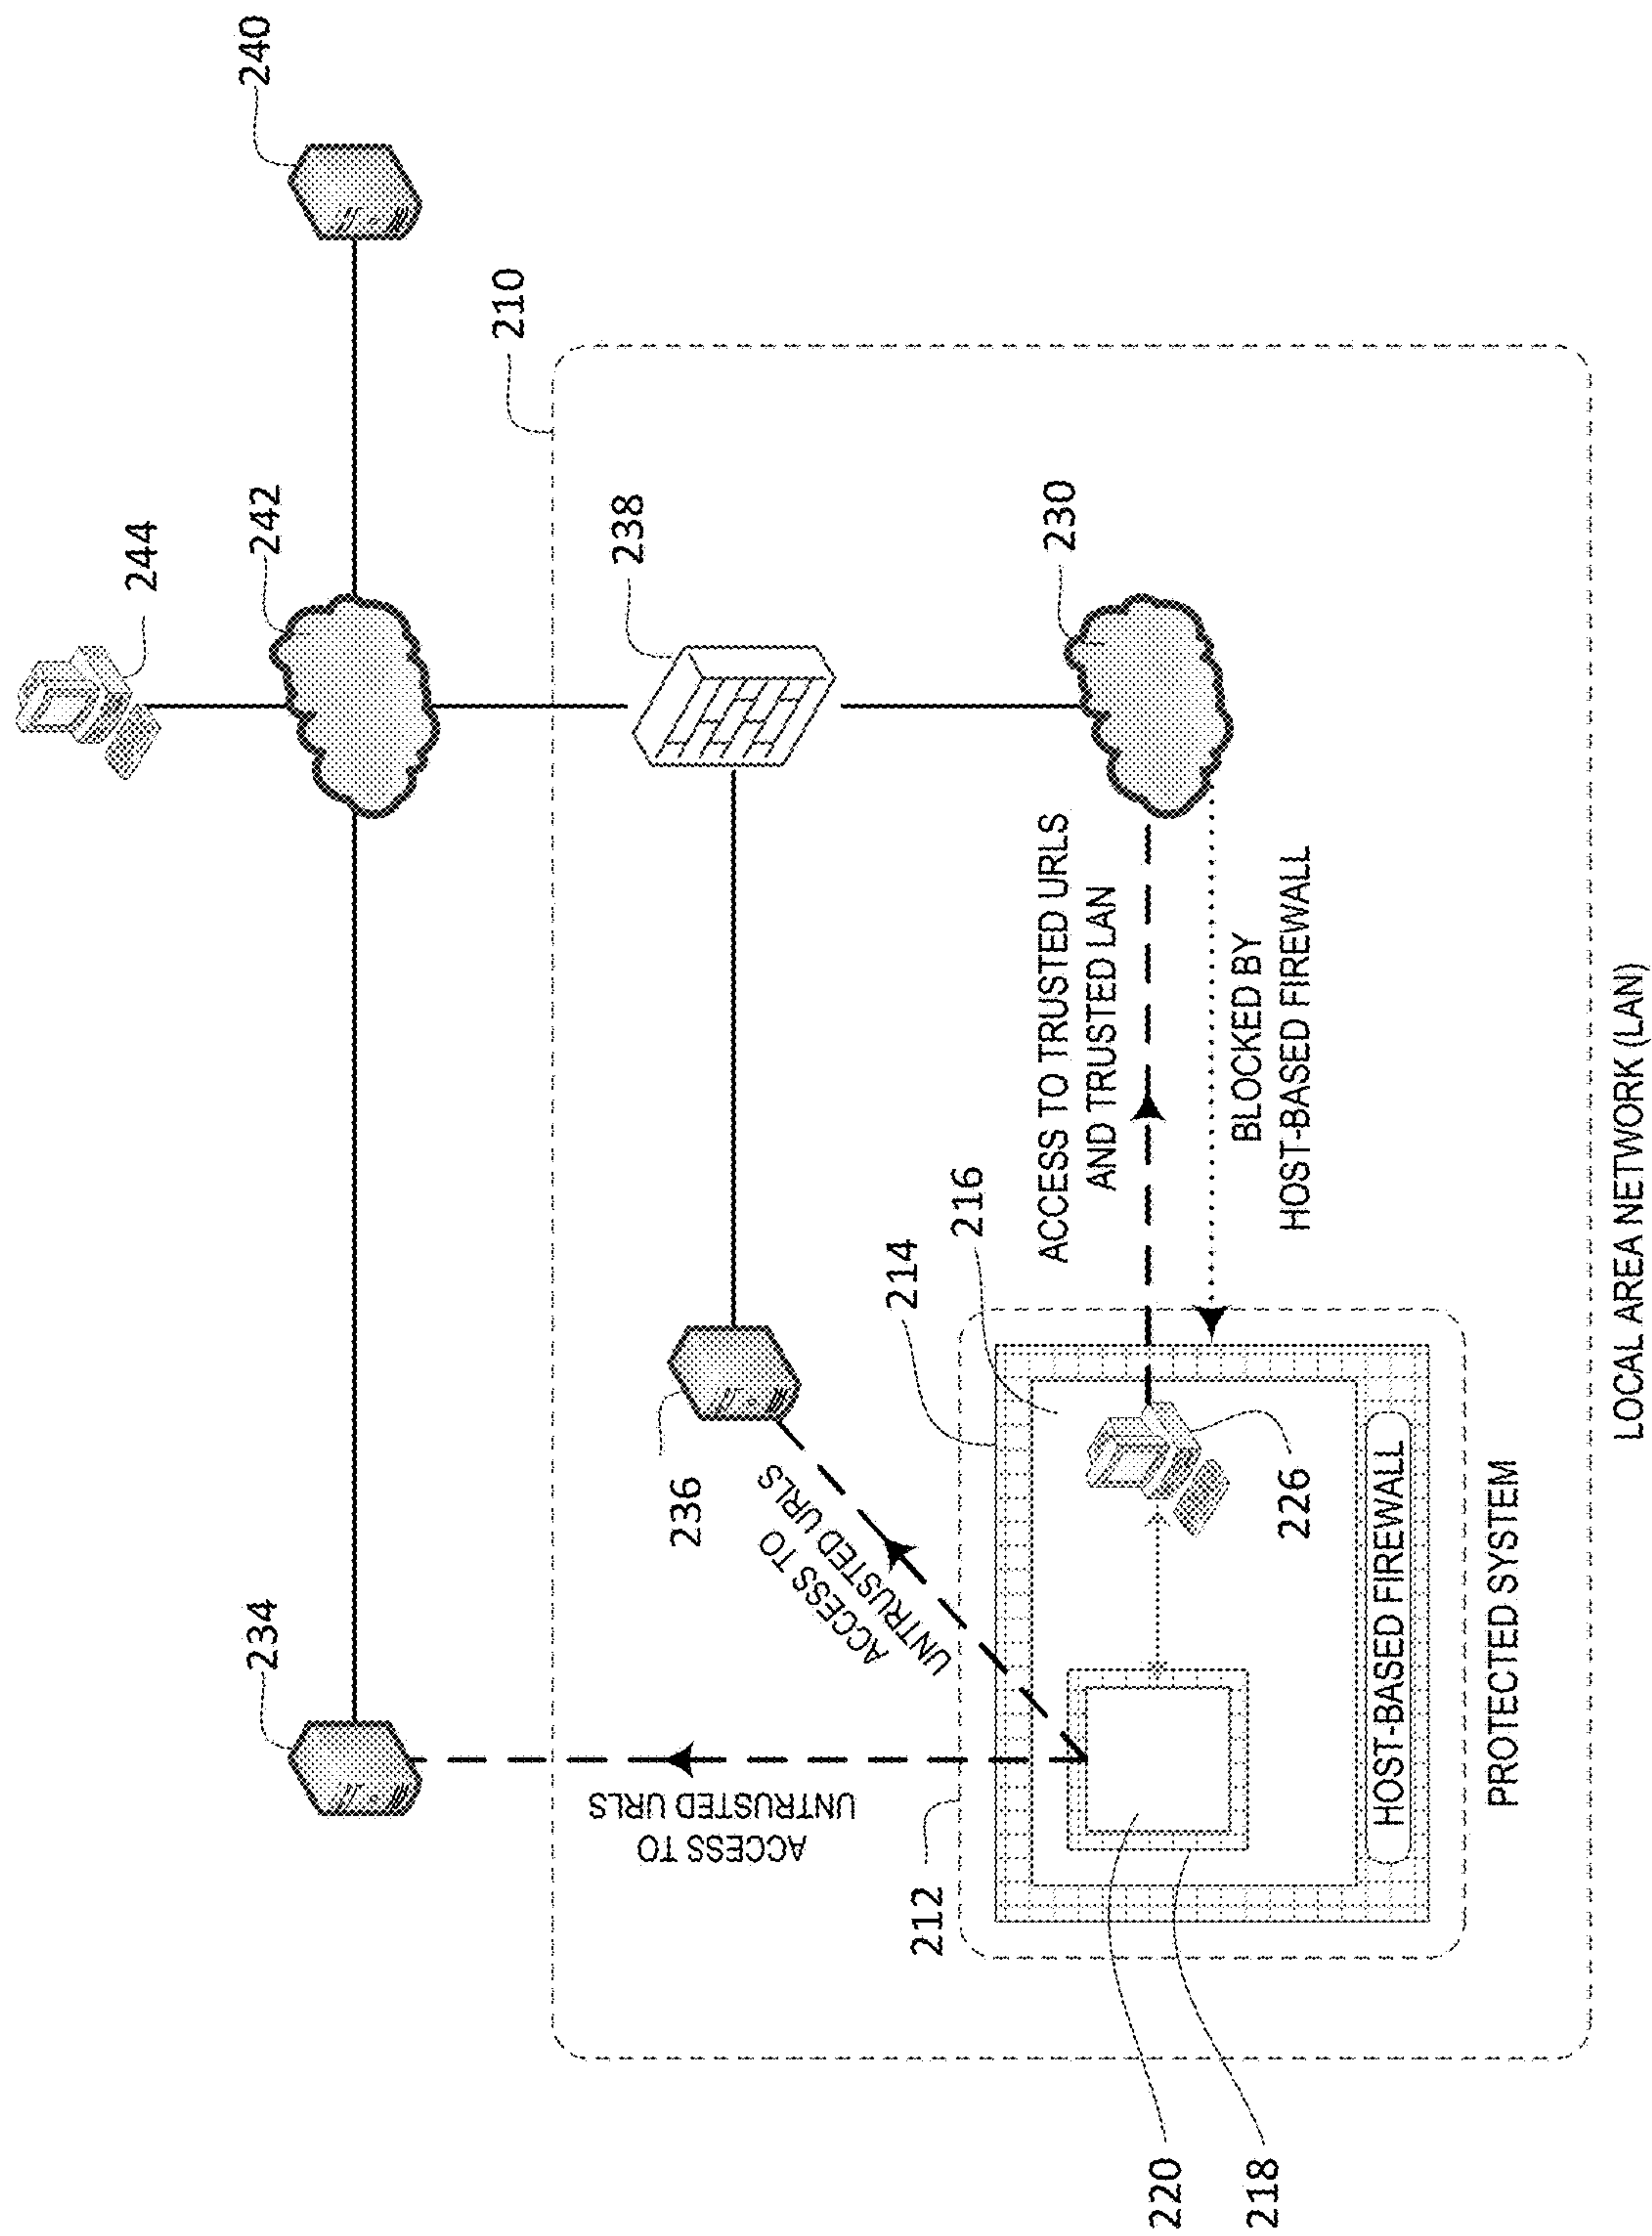 240
244
242
210
238
230
234
236
ACCESS TO
UNTRUSTED URLS
ACCESS TO
UNTRUSTED URLS
ACCESS TO TRUSTED URLS
AND TRUSTED LAN
BLOCKED BY
HOST-BASED FIREWALL
212
214
216
226
220
218
HOST-BASED FIREWALL
PROTECTED SYSTEM
LOCAL AREA NETWORK (LAN)